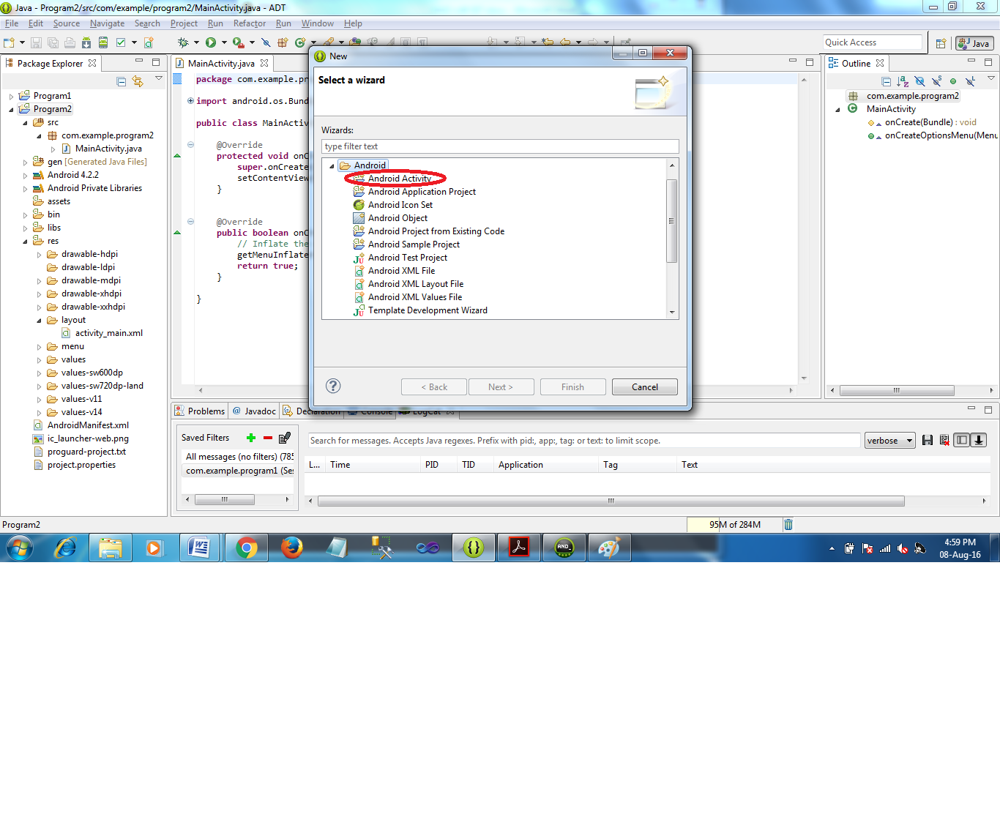 Java - Program2/src/com/example/program2/MainActivity.java - ADT
File Edit Source Navigate Search Project Run Refactor Run Window Help
Quick Access
Java
Package Explorer
Program1
Program2
src
com.example.program2
MainActivity.java
gen [Generated Java Files]
Android 4.2.2
Android Private Libraries
assets
bin
libs
res
drawable-hdpi
drawable-ldpi
drawable-mdpi
drawable-xhdpi
drawable-xxhdpi
layout
activity_main.xml
menu
values
values-sw600dp
values-sw720dp-land
values-v11
values-v14
AndroidManifest.xml
ic_launcher-web.png
proguard-project.txt
project.properties
MainActivity.java
package com.example.pr
import android.os.Bund
public class MainActiv
@Override
protected void onC
super.onCreate
setContentView
}
@Override
public boolean onC
// Inflate the
getMenuInflate
return true;
}
}
New
Select a wizard
Wizards:
type filter text
Android
Android Activity
Android Application Project
Android Icon Set
Android Object
Android Project from Existing Code
Android Sample Project
Android Test Project
Android XML File
Android XML Layout File
Android XML Values File
Template Development Wizard
< Back Next > Finish Cancel
Outline
com.example.program2
MainActivity
onCreate(Bundle) : void
onCreateOptionsMenu(Menu
Problems @ Javadoc Declaration Console LogCat
Saved Filters
All messages (no filters) (785
com.example.program1 (Ses
Search for messages. Accepts Java regexes. Prefix with pid:, app:, tag: or text: to limit scope.
verbose
L... Time PID TID Application Tag Text
Program2
95M of 284M
4:59 PM
08-Aug-16